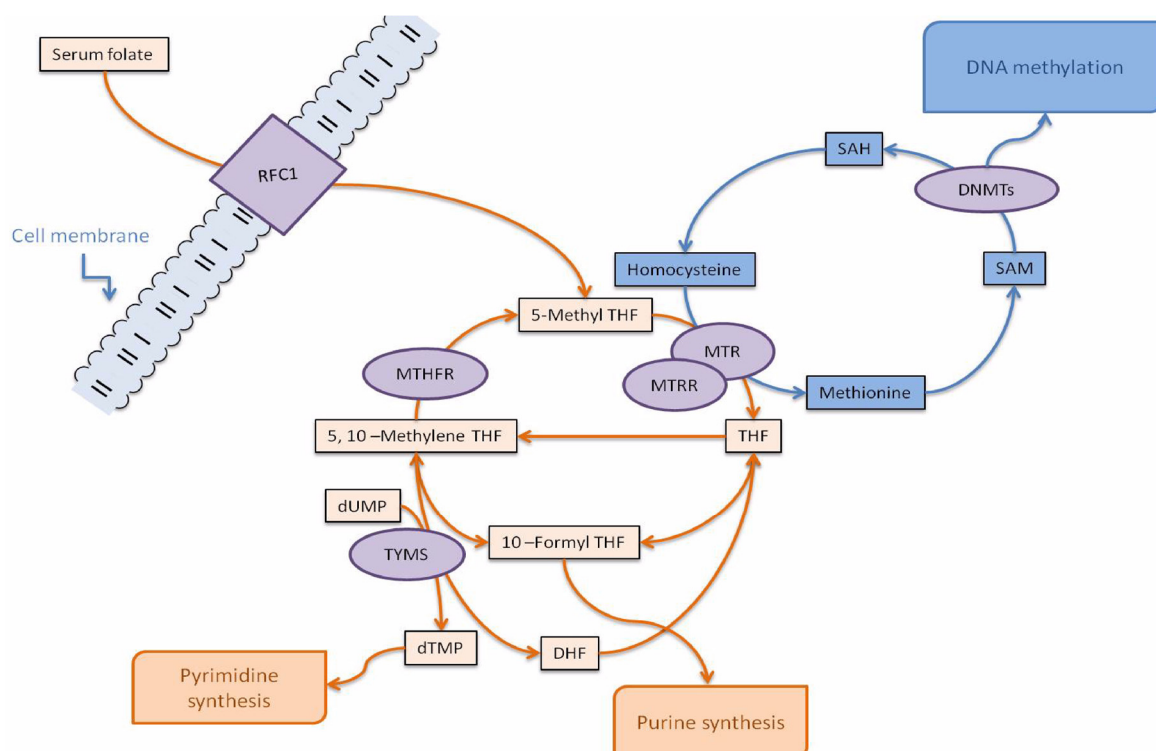 Serum folate
DNA methylation
SAH
RFC1
DNMTs
Cell membrane
Homocysteine
SAM
5-Methyl THF
MTR
MTHFR
MTRR
Methionine
5, 10 –Methylene THF
THF
dUMP
10 –Formyl THF
TYMS
dTMP
DHF
Pyrimidine
synthesis
Purine synthesis